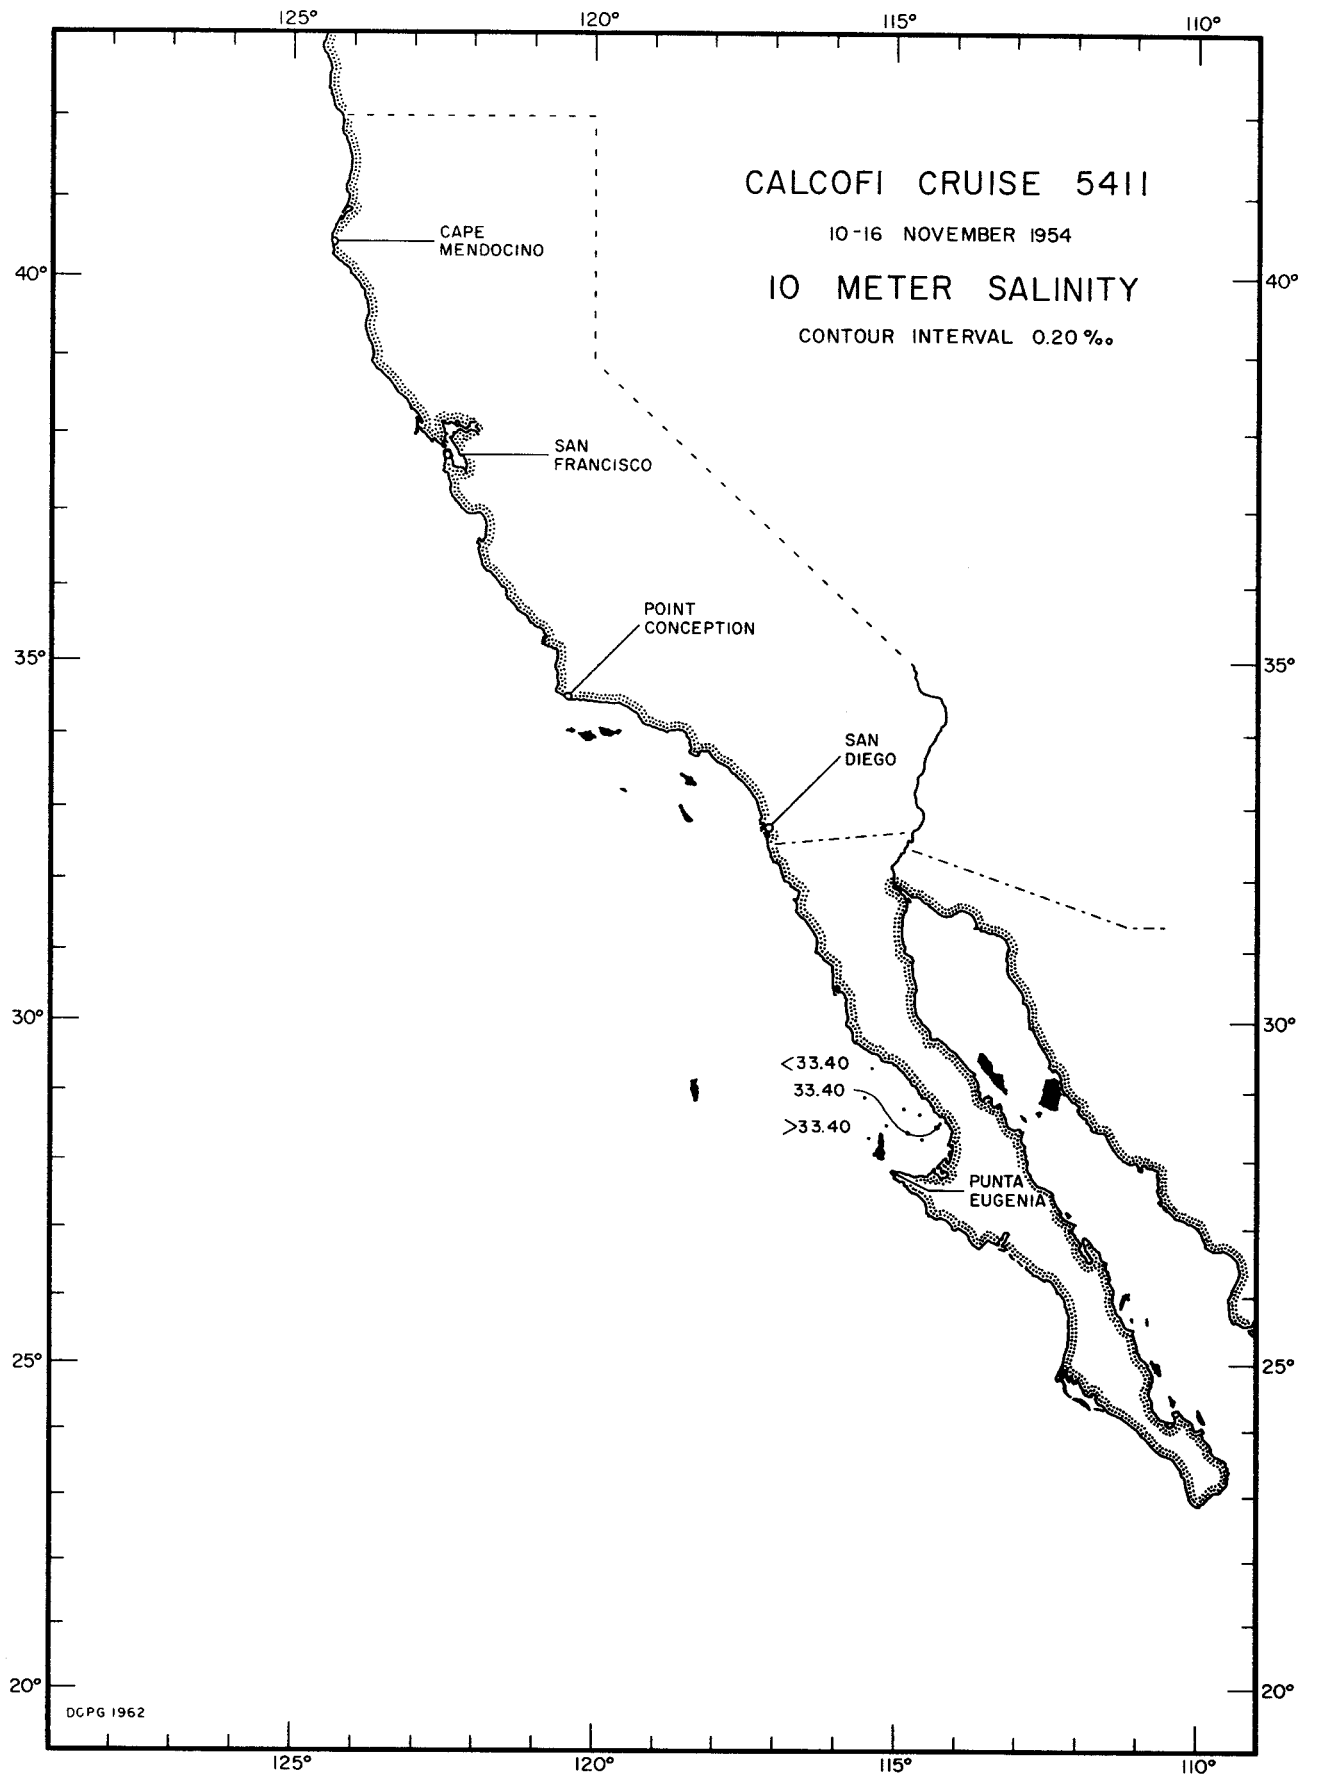 125° 120° 115° 110°
CALCOFI CRUISE 5411
10-16 NOVEMBER 1954
10 METER SALINITY
CONTOUR INTERVAL 0.20 ‰
CAPE
MENDOCINO
40° 40°
SAN
FRANCISCO
POINT
CONCEPTION
35° 35°
SAN
DIEGO
30° 30°
<33.40
33.40
>33.40
PUNTA
EUGENIA
25° 25°
20° 20°
DCPG 1962
125° 120° 115° 110°